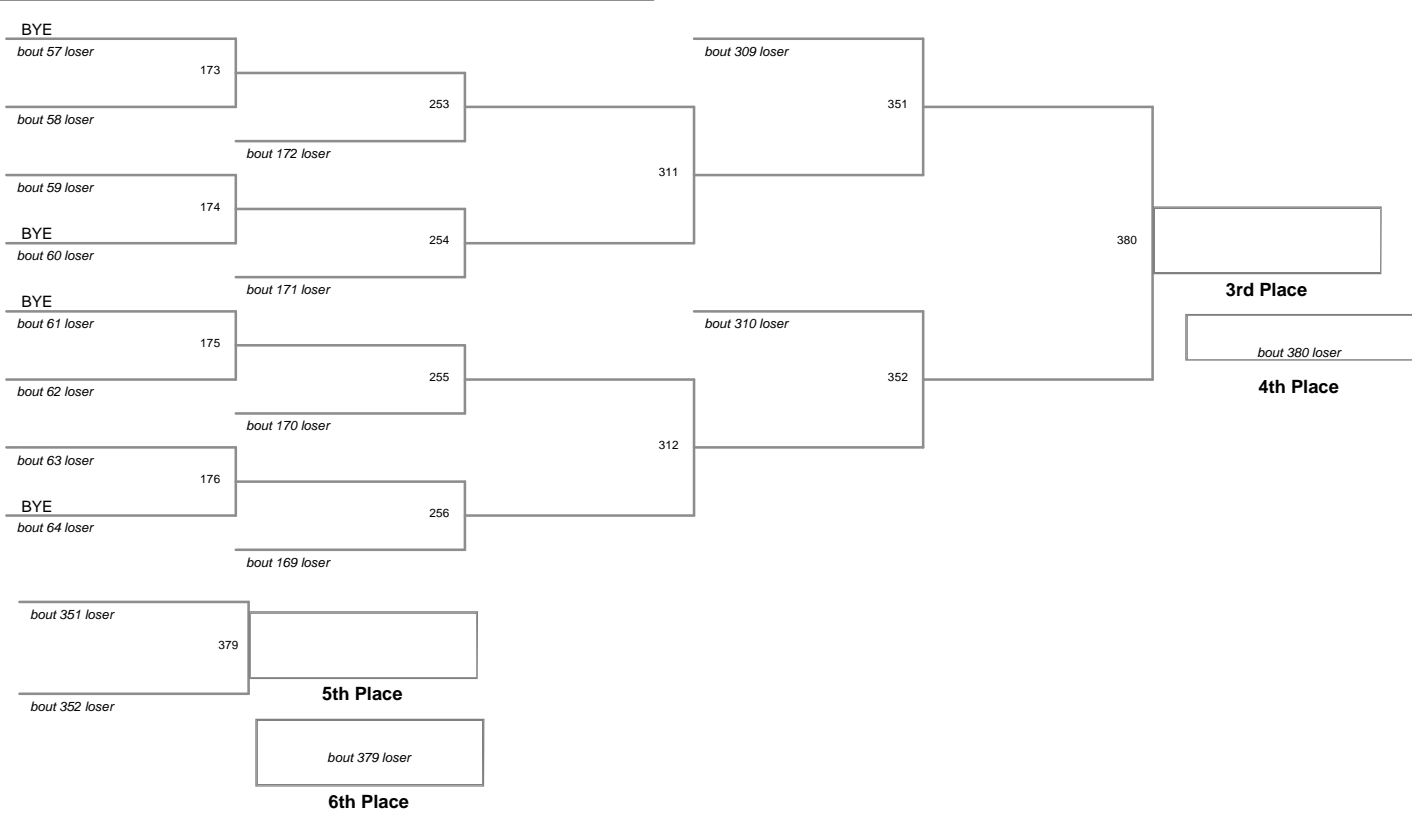 BYE
bout 57 loser
bout 309 loser
173
253
351
bout 58 loser
bout 172 loser
311
bout 59 loser
174
BYE
254
380
bout 60 loser
bout 171 loser
3rd Place
BYE
bout 61 loser
bout 310 loser
175
bout 380 loser
255
352
4th Place
bout 62 loser
bout 170 loser
312
bout 63 loser
176
BYE
256
bout 64 loser
bout 169 loser
bout 351 loser
379
5th Place
bout 352 loser
bout 379 loser
6th Place